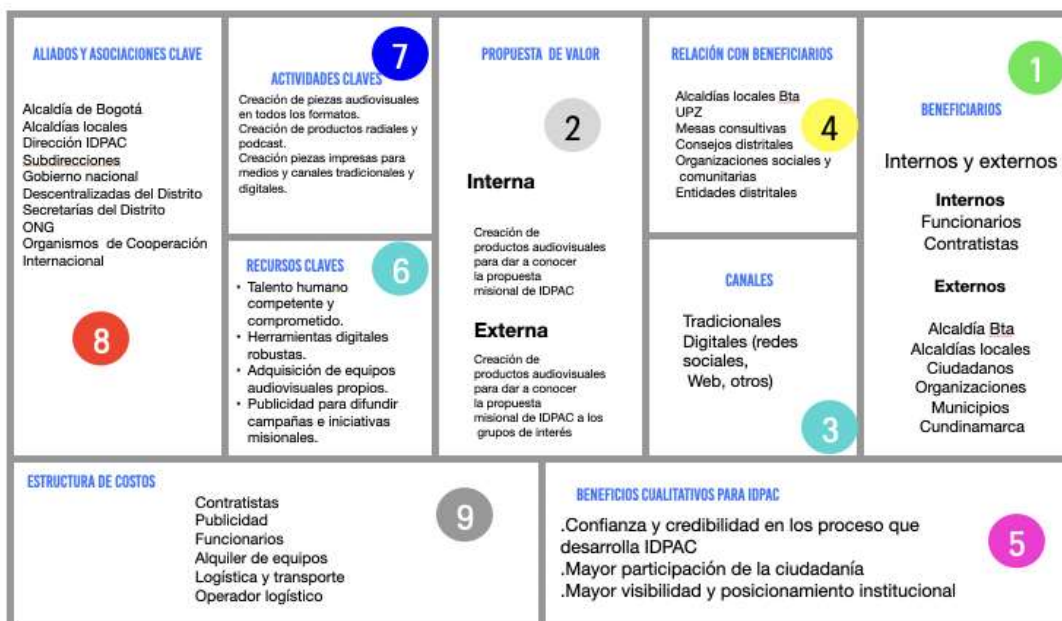 ALIADOS Y ASOCIACIONES CLAVE
Alcaldía de Bogotá
Alcaldías locales
Dirección IDPAC
Subdirecciones
Gobierno nacional
Descentralizadas del Distrito
Secretarías del Distrito
ONG
Organismos de Cooperación
Internacional
8
7
ACTIVIDADES CLAVES
Creación de piezas audiovisuales
en todos los formatos.
Creación de productos radiales y
podcast.
Creación piezas impresas para
medios y canales tradicionales y
digitales.
RECURSOS CLAVES
6
• Talento humano
competente y
comprometido.
• Herramientas digitales
robustas.
• Adquisición de equipos
audiovisuales propios.
• Publicidad para difundir
campañas e iniciativas
misionales.
PROPUESTA DE VALOR
2
Interna
Creación de
productos audiovisuales
para dar a conocer
la propuesta
misional de IDPAC
Externa
Creación de
productos audiovisuales
para dar a conocer
la propuesta
misional de IDPAC a los
grupos de interés
RELACIÓN CON BENEFICIARIOS
Alcaldías locales Bta
UPZ
Mesas consultivas
Consejos distritales
Organizaciones sociales y
comunitarias
Entidades distritales
4
CANALES
Tradicionales
Digitales (redes
sociales,
Web, otros)
3
1
BENEFICIARIOS
Internos y externos
Internos
Funcionarios
Contratistas
Externos
Alcaldía Bta
Alcaldías locales
Ciudadanos
Organizaciones
Municipios
Cundinamarca
ESTRUCTURA DE COSTOS
Contratistas
Publicidad
Funcionarios
Alquiler de equipos
Logística y transporte
Operador logístico
9
BENEFICIOS CUALITATIVOS PARA IDPAC
.Confianza y credibilidad en los proceso que
desarrolla IDPAC
.Mayor participación de la ciudadanía
.Mayor visibilidad y posicionamiento institucional
5